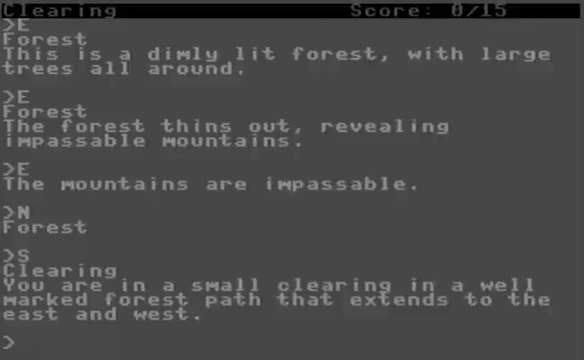 Clearing Score: 0/15
>E
Forest
This is a dimly lit forest, with large
trees all around.
>E
Forest
The forest thins out, revealing
impassable mountains.
>E
The mountains are impassable.
>N
Forest
>S
Clearing
You are in a small clearing in a well
marked forest path that extends to the
east and west.
>